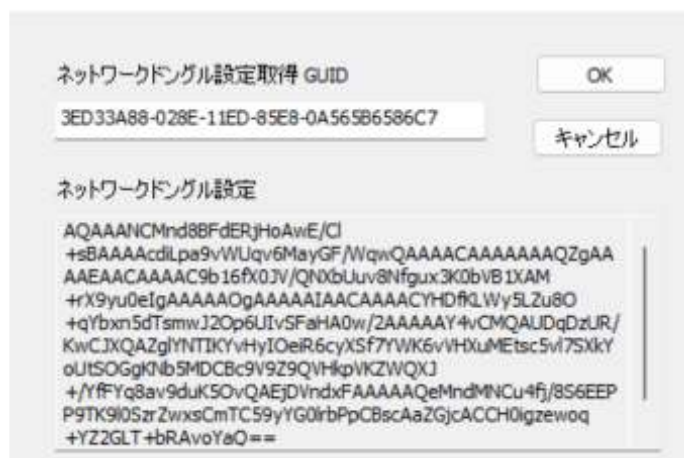 ネットワークドングル設定取得 GUID
OK
3ED33A88-028E-11ED-85E8-0A565B6586C7
キャンセル
ネットワークドングル設定
AQAAANCMnd8BFdERjHoAwE/Cl
+sBAAAAcdiLpa9vWUqv6MayGF/WqwQAAAACAAAAAAAQZgAA
AAEAACAAAAC9b16fX0JV/QNXbUuv8Nfgux3K0bVB1XAM
+rX9yu0eIgAAAAAOgAAAAAIAACAAAACYHDfKLWy5LZu8O
+qYbxn5dTsmwJ2Op6UIvSFaHA0w/2AAAAAY4vCMQAUDqDzUR/
KwCJXQAZglYNTIKYvHyIOeiR6cyXSf7YWK6vVHXuMEtsc5vl7SXkY
oUtSOGgKNb5MDCBc9V9Z9QVHkpVKZWQXJ
+/YfFYq8av9duK5OvQAEjDVndxFAAAAAQeMndMNCu4fj/8S6EEP
P9TK9l0SzrZwxsCmTC59yYG0lrbPpCBscAaZGjcACCH0igzewoq
+YZ2GLT+bRAvoYaQ==